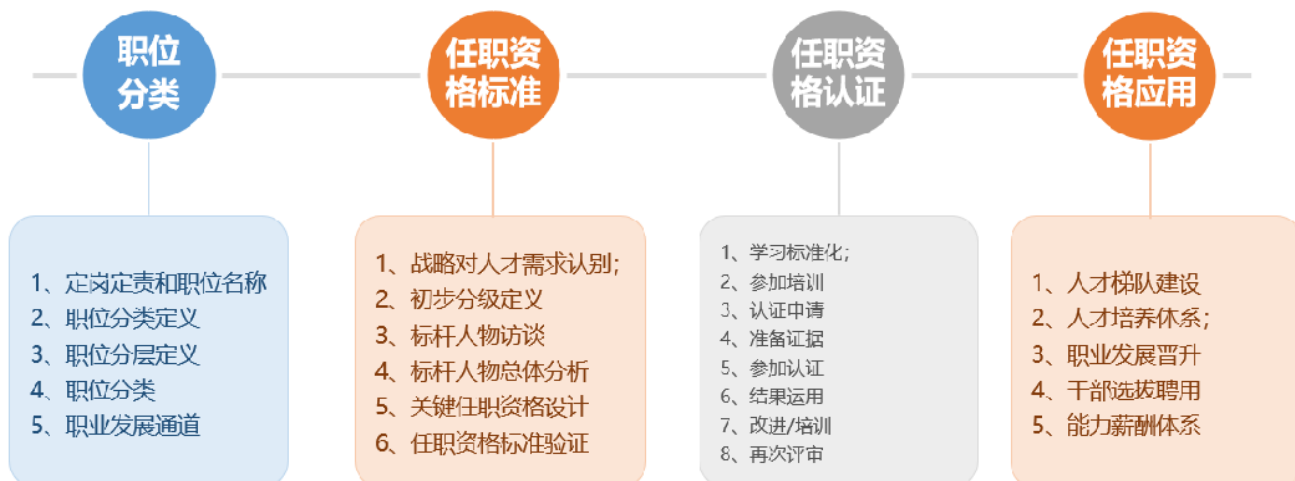 职位
分类
1、定岗定责和职位名称
2、职位分类定义
3、职位分层定义
4、职位分类
5、职业发展通道
任职资
格标准
1、战略对人才需求认别；
2、初步分级定义
3、标杆人物访谈
4、标杆人物总体分析
5、关键任职资格设计
6、任职资格标准验证
任职资
格认证
1、学习标准化；
2、参加培训
3、认证申请
4、准备证据
5、参加认证
6、结果运用
7、改进/培训
8、再次评审
任职资
格应用
1、人才梯队建设
2、人才培养体系；
3、职业发展晋升
4、干部选拔聘用
5、能力薪酬体系